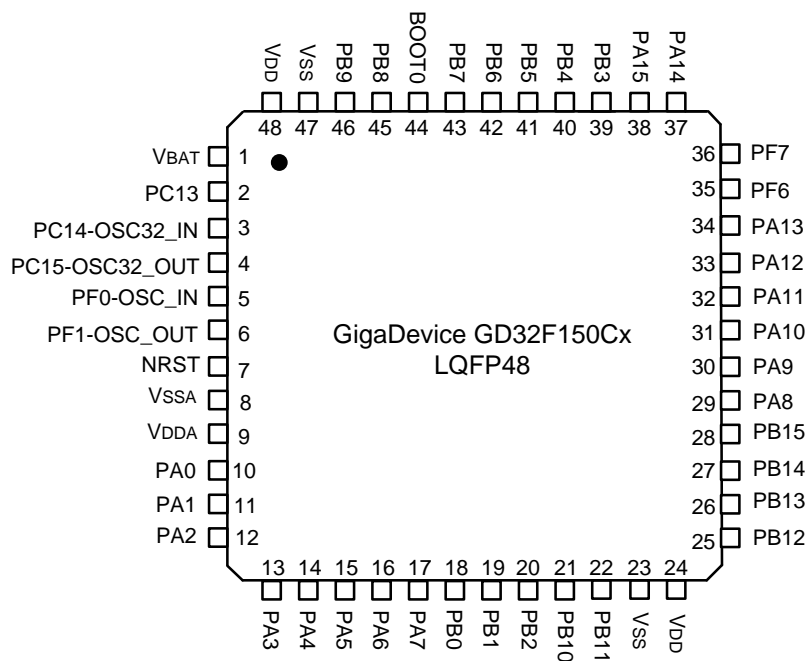 VDD
VSS
PB9
PB8
BOOT0
PB7
PB6
PB5
PB4
PB3
PA15
PA14
48 47 46 45 44 43 42 41 40 39 38 37
VBAT 1
PC13 2
PC14-OSC32_IN 3
PC15-OSC32_OUT 4
PF0-OSC_IN 5
PF1-OSC_OUT 6
NRST 7
VSSA 8
VDDA 9
PA0 10
PA1 11
PA2 12
GigaDevice GD32F150Cx
LQFP48
36 PF7
35 PF6
34 PA13
33 PA12
32 PA11
31 PA10
30 PA9
29 PA8
28 PB15
27 PB14
26 PB13
25 PB12
13 14 15 16 17 18 19 20 21 22 23 24
PA3
PA4
PA5
PA6
PA7
PB0
PB1
PB2
PB10
PB11
VSS
VDD